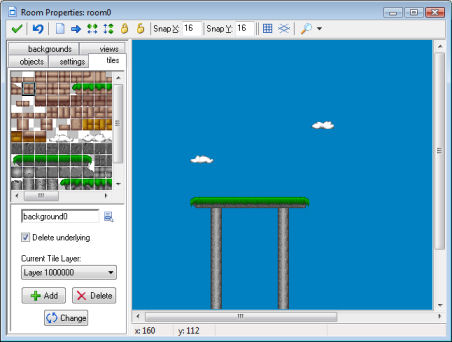 Room Properties: room0
Snap X: 16 Snap Y: 16
backgrounds views
objects settings tiles
background0
Delete underlying
Current Tile Layer:
Layer 1000000
Add Delete
Change
x: 160 y: 112